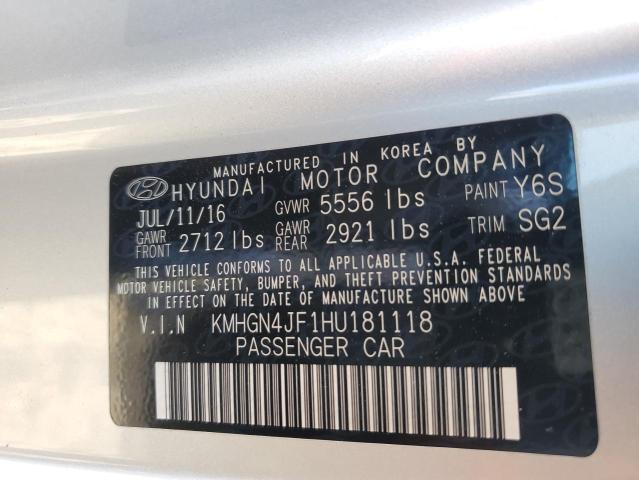 MANUFACTURED IN KOREA BY
HYUNDAI MOTOR COMPANY
JUL/11/16 GVWR 5556 lbs PAINT Y6S
GAWR FRONT 2712 lbs GAWR REAR 2921 lbs TRIM SG2
THIS VEHICLE CONFORMS TO ALL APPLICABLE U.S.A. FEDERAL
MOTOR VEHICLE SAFETY, BUMPER, AND THEFT PREVENTION STANDARDS
IN EFFECT ON THE DATE OF MANUFACTURE SHOWN ABOVE
V.I.N KMHGN4JF1HU181118
PASSENGER CAR